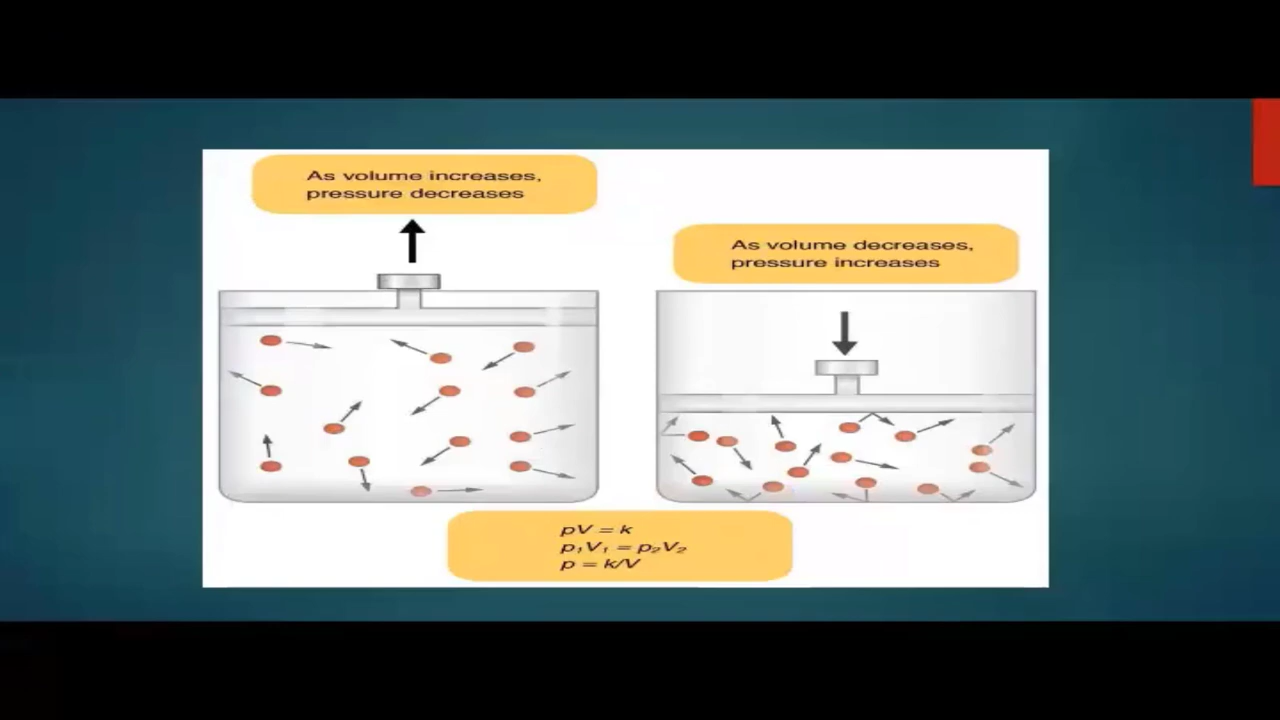 As volume increases,
pressure decreases
As volume decreases,
pressure increases
pV = k
p₁V₁ = p₂V₂
p = k/V